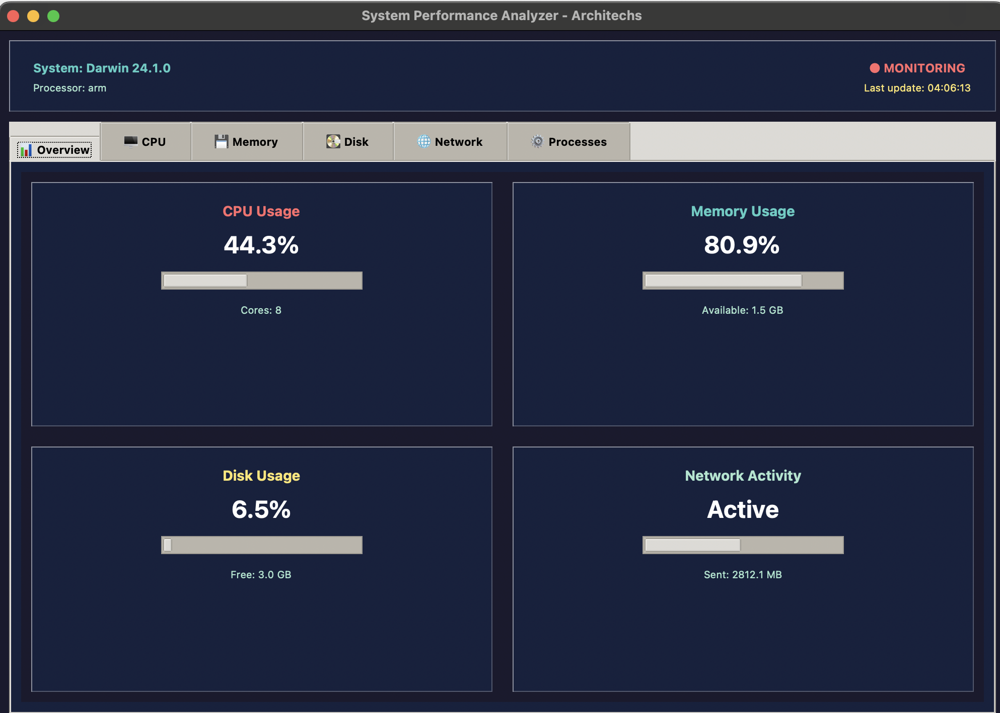 System Performance Analyzer - Architechs
System: Darwin 24.1.0
MONITORING
Processor: arm
Last update: 04:06:13
Overview
CPU
Memory
Disk
Network
Processes
CPU Usage
44.3%
Cores: 8
Memory Usage
80.9%
Available: 1.5 GB
Disk Usage
6.5%
Free: 3.0 GB
Network Activity
Active
Sent: 2812.1 MB